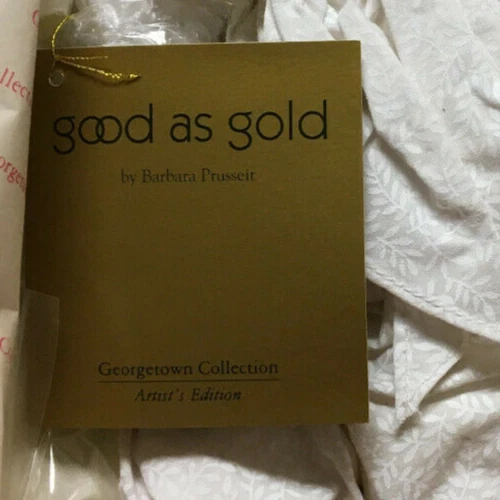 good as gold
by Barbara Prusseit
Georgetown Collection
Artist's Edition